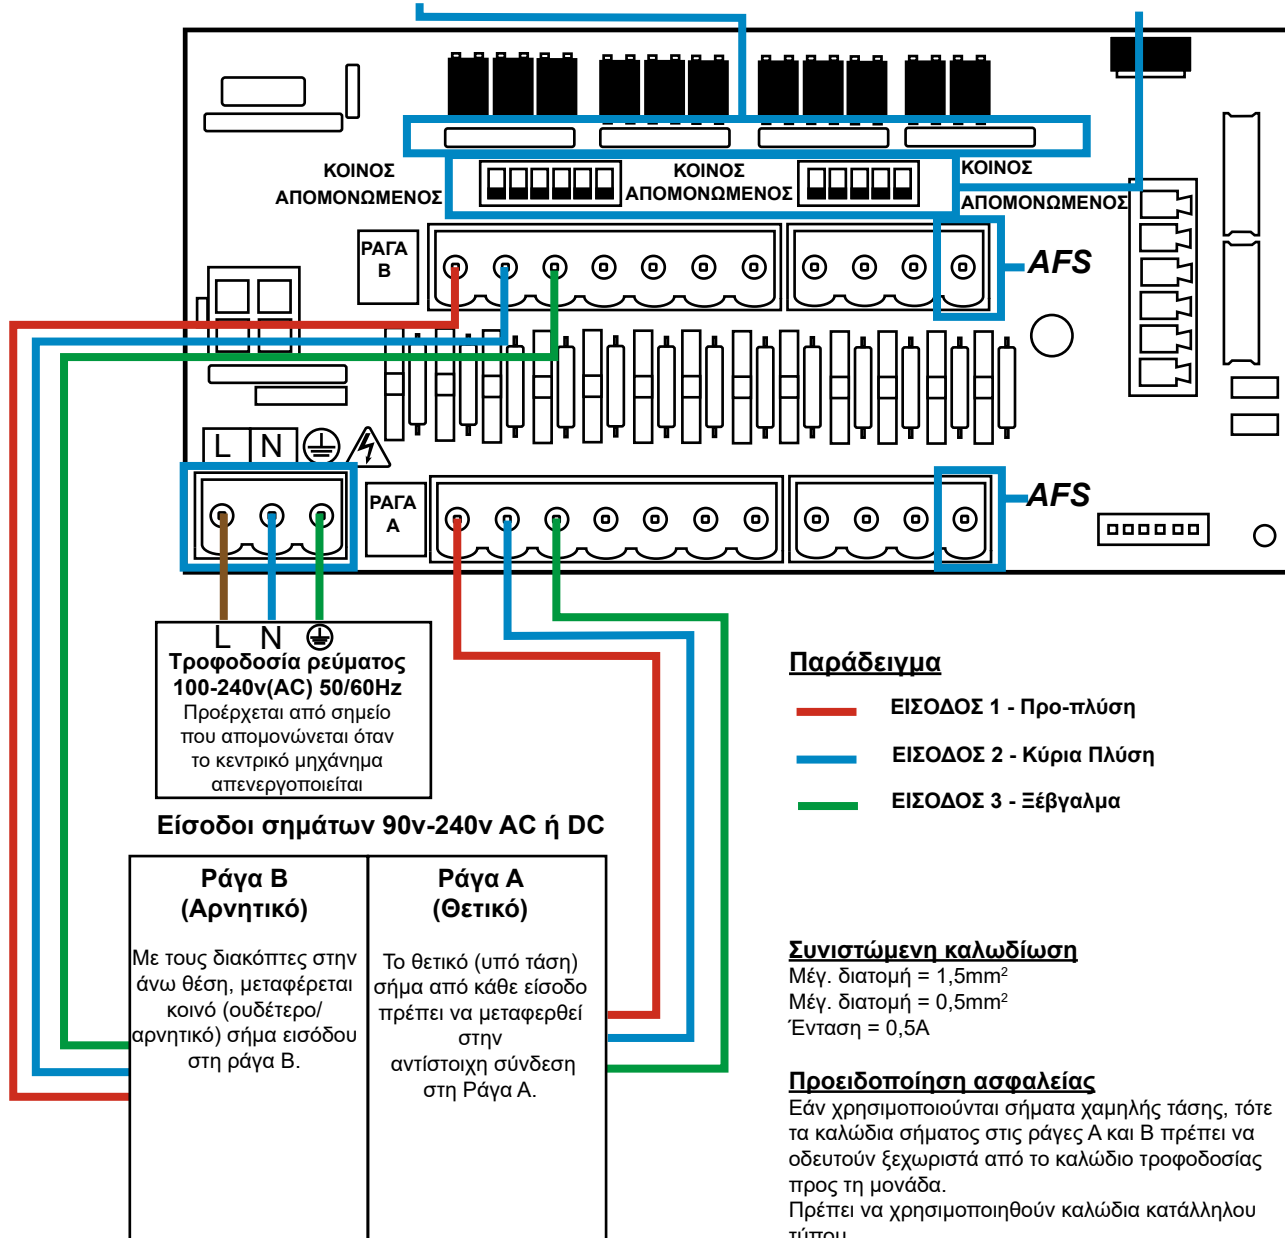 ΚΟΙΝΟΣ
ΑΠΟΜΟΝΩΜΕΝΟΣ
ΚΟΙΝΟΣ
ΑΠΟΜΟΝΩΜΕΝΟΣ
ΚΟΙΝΟΣ
ΑΠΟΜΟΝΩΜΕΝΟΣ
ΡΑΓΑ
Β
AFS
L N
ΡΑΓΑ
Α
AFS
L N
Τροφοδοσία ρεύματος
100-240v(AC) 50/60Hz
Προέρχεται από σημείο
που απομονώνεται όταν
το κεντρικό μηχάνημα
απενεργοποιείται
Παράδειγμα
ΕΙΣΟΔΟΣ 1 - Προ-πλύση
ΕΙΣΟΔΟΣ 2 - Κύρια Πλύση
ΕΙΣΟΔΟΣ 3 - Ξέβγαλμα
Είσοδοι σημάτων 90v-240v AC ή DC
Ράγα Β
(Αρνητικό)
Με τους διακόπτες στην
άνω θέση, μεταφέρεται
κοινό (ουδέτερο/
αρνητικό) σήμα εισόδου
στη ράγα Β.
Ράγα Α
(Θετικό)
Το θετικό (υπό τάση)
σήμα από κάθε είσοδο
πρέπει να μεταφερθεί
στην
αντίστοιχη σύνδεση
στη Ράγα Α.
Συνιστώμενη καλωδίωση
Μέγ. διατομή = 1,5mm²
Μέγ. διατομή = 0,5mm²
Ένταση = 0,5A
Προειδοποίηση ασφαλείας
Εάν χρησιμοποιούνται σήματα χαμηλής τάσης, τότε
τα καλώδια σήματος στις ράγες Α και Β πρέπει να
οδευτούν ξεχωριστά από το καλώδιο τροφοδοσίας
προς τη μονάδα.
Πρέπει να χρησιμοποιηθούν καλώδια κατάλληλου
τύπου